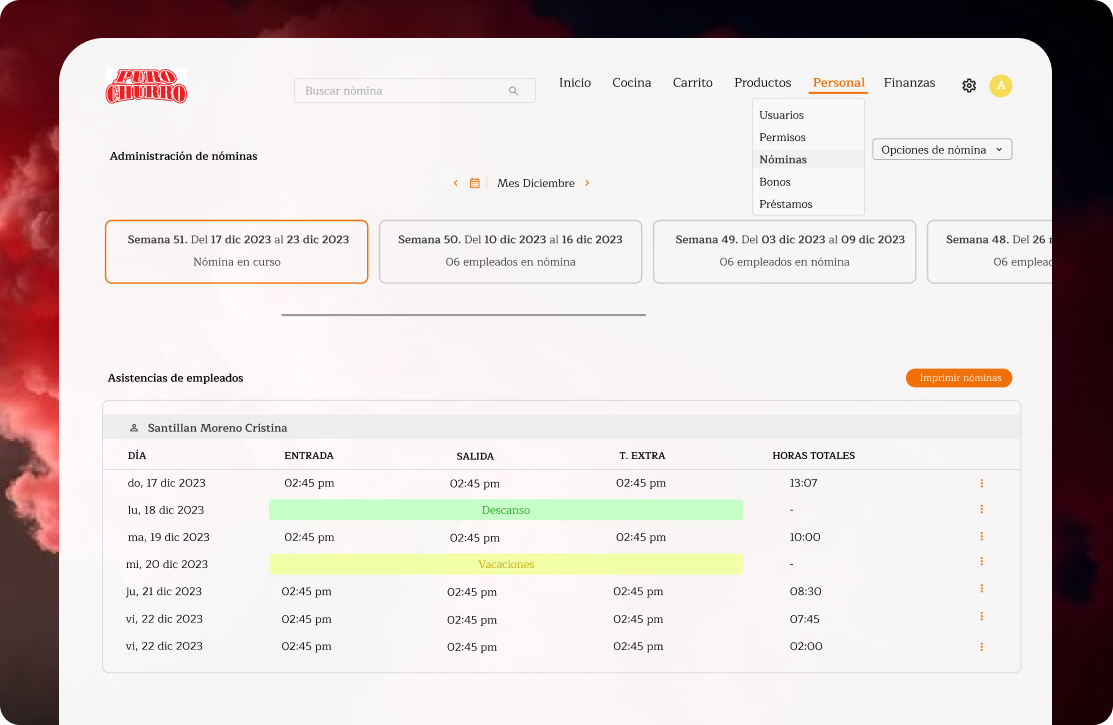 PURO
CHURRO
Buscar nómina
Inicio Cocina Carrito Productos Personal Finanzas A
Usuarios
Permisos
Nóminas
Bonos
Préstamos
Opciones de nómina
Administración de nóminas
Mes Diciembre
Semana 51. Del 17 dic 2023 al 23 dic 2023
Nómina en curso
Semana 50. Del 10 dic 2023 al 16 dic 2023
06 empleados en nómina
Semana 49. Del 03 dic 2023 al 09 dic 2023
06 empleados en nómina
Semana 48. Del 26
06
Asistencias de empleados
Imprimir nóminas
Santillan Moreno Cristina
DÍA ENTRADA SALIDA T. EXTRA HORAS TOTALES
do, 17 dic 2023 02:45 pm 02:45 pm 02:45 pm 13:07
lu, 18 dic 2023 Descanso -
ma, 19 dic 2023 02:45 pm 02:45 pm 02:45 pm 10:00
mi, 20 dic 2023 Vacaciones -
ju, 21 dic 2023 02:45 pm 02:45 pm 02:45 pm 08:30
vi, 22 dic 2023 02:45 pm 02:45 pm 02:45 pm 07:45
vi, 22 dic 2023 02:45 pm 02:45 pm 02:45 pm 02:00